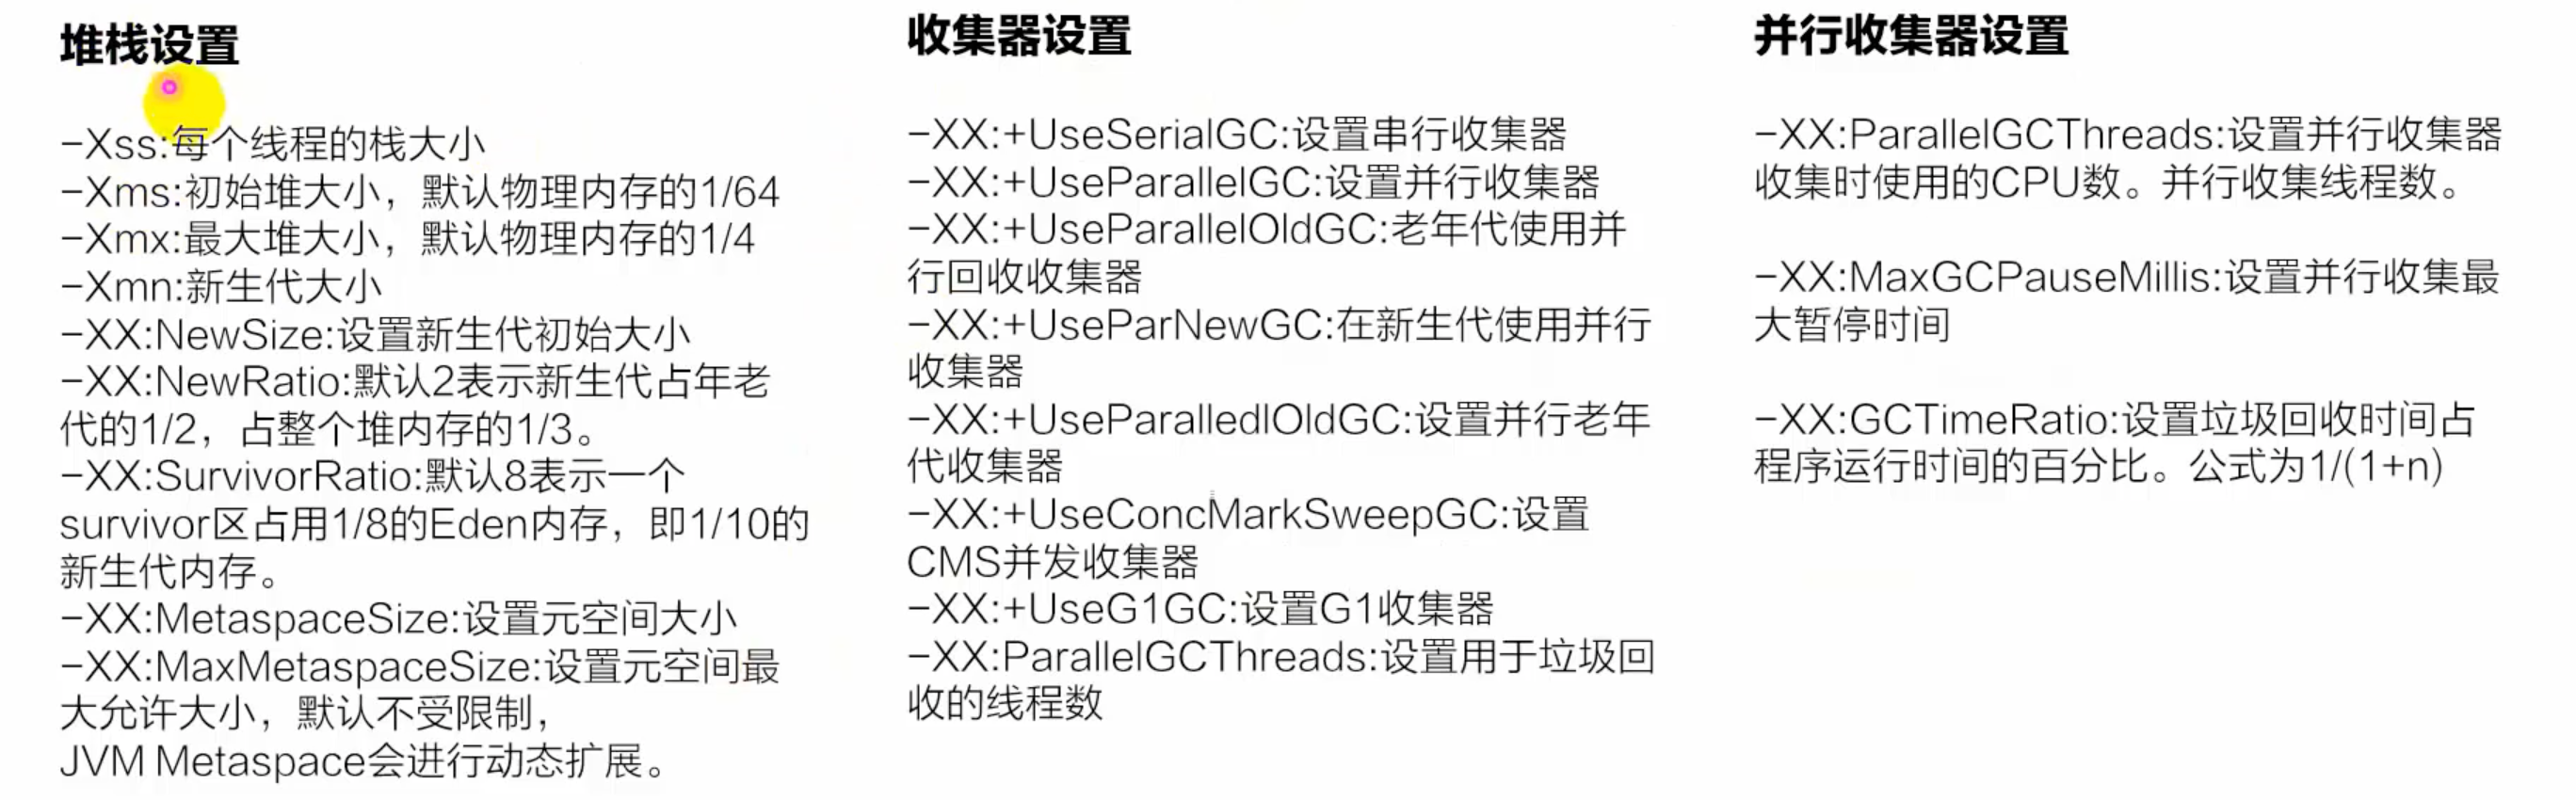 堆栈设置
-Xss:每个线程的栈大小
-Xms:初始堆大小，默认物理内存的1/64
-Xmx:最大堆大小，默认物理内存的1/4
-Xmn:新生代大小
-XX:NewSize:设置新生代初始大小
-XX:NewRatio:默认2表示新生代占年老
代的1/2，占整个堆内存的1/3。
-XX:SurvivorRatio:默认8表示一个
survivor区占用1/8的Eden内存，即1/10的
新生代内存。
-XX:MetaspaceSize:设置元空间大小
-XX:MaxMetaspaceSize:设置元空间最
大允许大小，默认不受限制，
JVM Metaspace会进行动态扩展。
收集器设置
-XX:+UseSerialGC:设置串行收集器
-XX:+UseParallelGC:设置并行收集器
-XX:+UseParallelOldGC:老年代使用并
行回收收集器
-XX:+UseParNewGC:在新生代使用并行
收集器
-XX:+UseParalledlOldGC:设置并行老年
代收集器
-XX:+UseConcMarkSweepGC:设置
CMS并发收集器
-XX:+UseG1GC:设置G1收集器
-XX:ParallelGCThreads:设置用于垃圾回
收的线程数
并行收集器设置
-XX:ParallelGCThreads:设置并行收集器
收集时使用的CPU数。并行收集线程数。
-XX:MaxGCPauseMillis:设置并行收集最
大暂停时间
-XX:GCTimeRatio:设置垃圾回收时间占
程序运行时间的百分比。公式为1/(1+n)